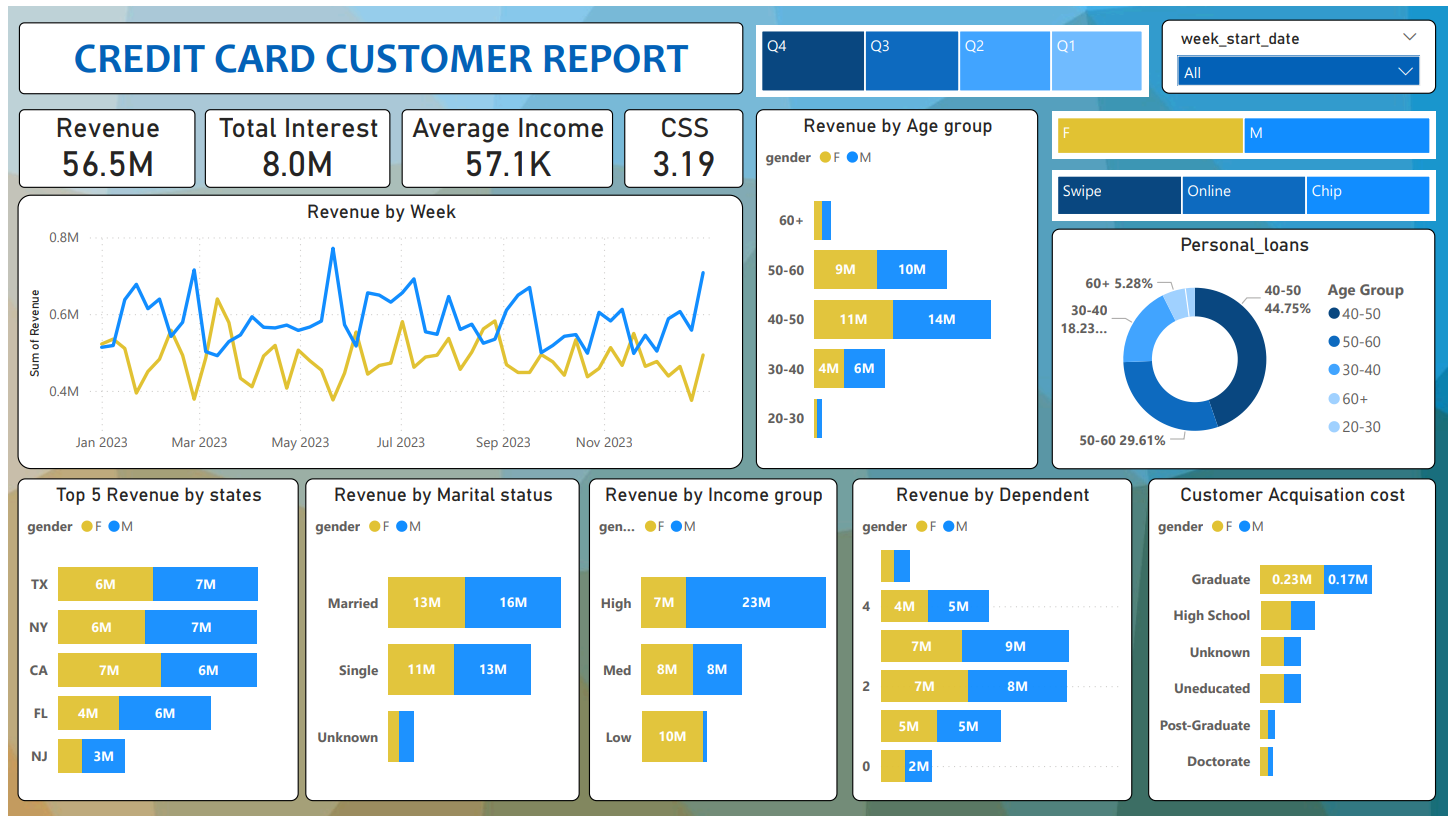 CREDIT CARD CUSTOMER REPORT
Q4 Q3 Q2 Q1
week_start_date
All
Revenue
56.5M
Total Interest
8.0M
Average Income
57.1K
CSS
3.19
Revenue by Week
0.8M
0.6M
0.4M
Sum of Revenue
Jan 2023 Mar 2023 May 2023 Jul 2023 Sep 2023 Nov 2023
Revenue by Age group
gender F M
60+
50-60 9M 10M
40-50 11M 14M
30-40 4M 6M
20-30
F M
Swipe Online Chip
Personal_loans
60+ 5.28%
30-40
18.23...
50-60 29.61%
40-50
44.75%
Age Group
40-50
50-60
30-40
60+
20-30
Top 5 Revenue by states
gender F M
TX 6M 7M
NY 6M 7M
CA 7M 6M
FL 4M 6M
NJ 3M
Revenue by Marital status
gender F M
Married 13M 16M
Single 11M 13M
Unknown
Revenue by Income group
gen... F M
High 7M 23M
Med 8M 8M
Low 10M
Revenue by Dependent
gender F M
4 4M 5M
7M 9M
2 7M 8M
5M 5M
0 2M
Customer Acquisation cost
gender F M
Graduate 0.23M 0.17M
High School
Unknown
Uneducated
Post-Graduate
Doctorate